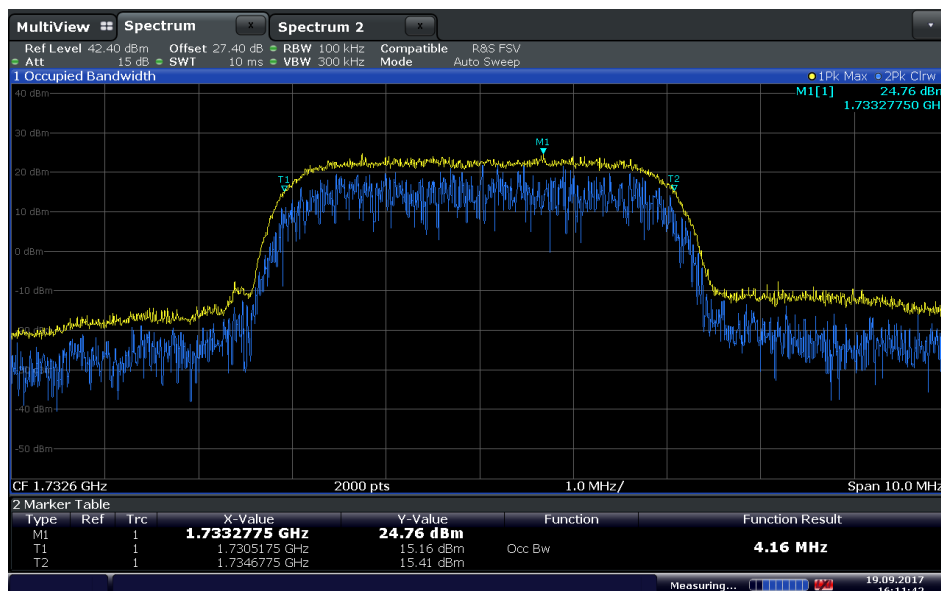 MultiView Spectrum x Spectrum 2 x
Ref Level 42.40 dBm Offset 27.40 dB RBW 100 kHz Compatible R&S FSV
Att 15 dB SWT 10 ms VBW 300 kHz Mode Auto Sweep
1 Occupied Bandwidth 1Pk Max 2Pk Clrw
40 dBm M1[1] 24.76 dBm
1.73327750 GH
30 dBm
M1
20 dBm
T1 T2
10 dBm
0 dBm
-10 dBm
-40 dBm
-50 dBm
CF 1.7326 GHz 2000 pts 1.0 MHz/ Span 10.0 MHz
2 Marker Table
Type Ref Trc X-Value Y-Value Function Function Result
M1 1 1.7332775 GHz 24.76 dBm
T1 1 1.7305175 GHz 15.16 dBm Occ Bw 4.16 MHz
T2 1 1.7346775 GHz 15.41 dBm
Measuring... 19.09.2017
16:11:42